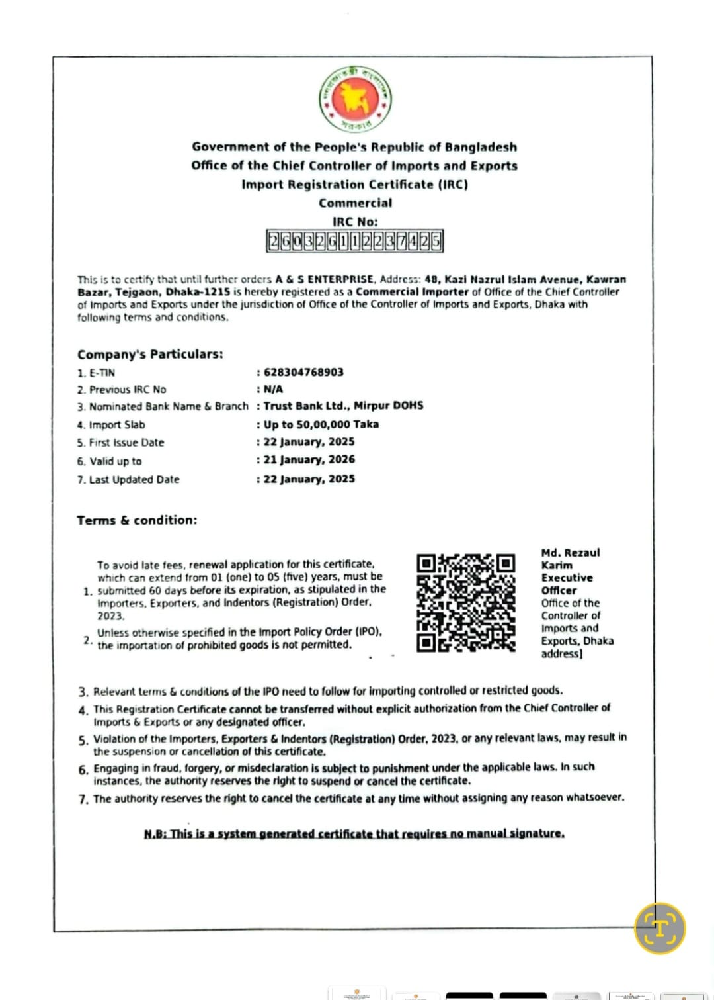 গণপ্রজাতন্ত্রী বাংলাদেশ
সরকার
Government of the People's Republic of Bangladesh
Office of the Chief Controller of Imports and Exports
Import Registration Certificate (IRC)
Commercial
IRC No:
260326112237425
This is to certify that until further orders A & S ENTERPRISE, Address: 48, Kazi Nazrul Islam Avenue, Kawran
Bazar, Tejgaon, Dhaka-1215 is hereby registered as a Commercial Importer of Office of the Chief Controller
of Imports and Exports under the jurisdiction of Office of the Controller of Imports and Exports, Dhaka with
following terms and conditions.
Company's Particulars:
1. E-TIN : 628304768903
2. Previous IRC No : N/A
3. Nominated Bank Name & Branch : Trust Bank Ltd., Mirpur DOHS
4. Import Slab : Up to 50,00,000 Taka
5. First Issue Date : 22 January, 2025
6. Valid up to : 21 January, 2026
7. Last Updated Date : 22 January, 2025
Terms & condition:
To avoid late fees, renewal application for this certificate,
which can extend from 01 (one) to 05 (five) years, must be
1. submitted 60 days before its expiration, as stipulated in the
Importers, Exporters, and Indentors (Registration) Order,
2023.
Unless otherwise specified in the Import Policy Order (IPO),
2. the importation of prohibited goods is not permitted.
Md. Rezaul
Karim
Executive
Officer
Office of the
Controller of
Imports and
Exports, Dhaka
address]
3. Relevant terms & conditions of the IPO need to follow for importing controlled or restricted goods.
4. This Registration Certificate cannot be transferred without explicit authorization from the Chief Controller of
Imports & Exports or any designated officer.
5. Violation of the Importers, Exporters & Indentors (Registration) Order, 2023, or any relevant laws, may result in
the suspension or cancellation of this certificate.
6. Engaging in fraud, forgery, or misdeclaration is subject to punishment under the applicable laws. In such
instances, the authority reserves the right to suspend or cancel the certificate.
7. The authority reserves the right to cancel the certificate at any time without assigning any reason whatsoever.
N.B: This is a system generated certificate that requires no manual signature.
T